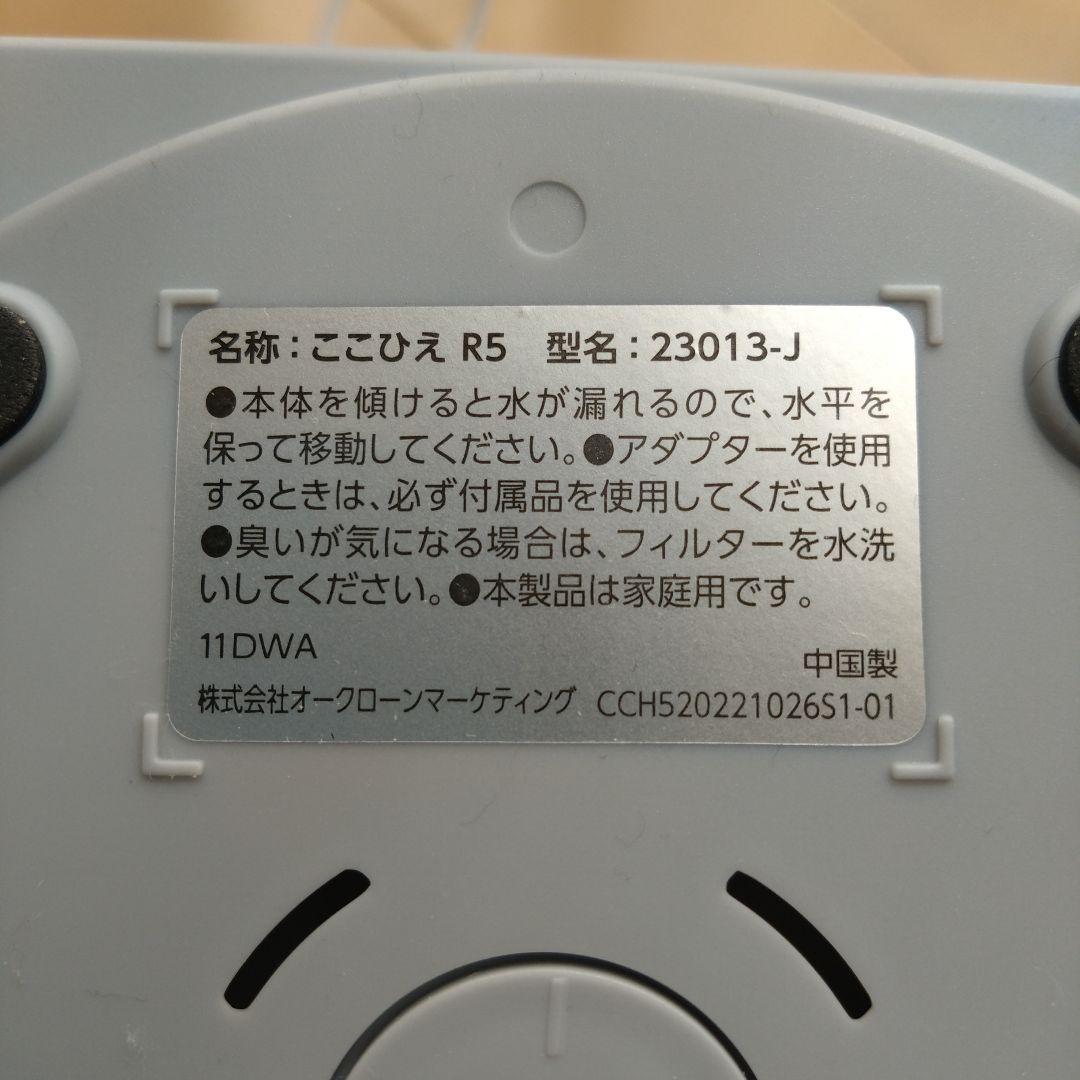 名称：ここひえ R5　型名：23013-J
●本体を傾けると水が漏れるので、水平を
保って移動してください。●アダプターを使用
するときは、必ず付属品を使用してください。
●臭いが気になる場合は、フィルターを水洗
いしてください。●本製品は家庭用です。
11DWA
中国製
株式会社オークローンマーケティング CCH520221026S1-01